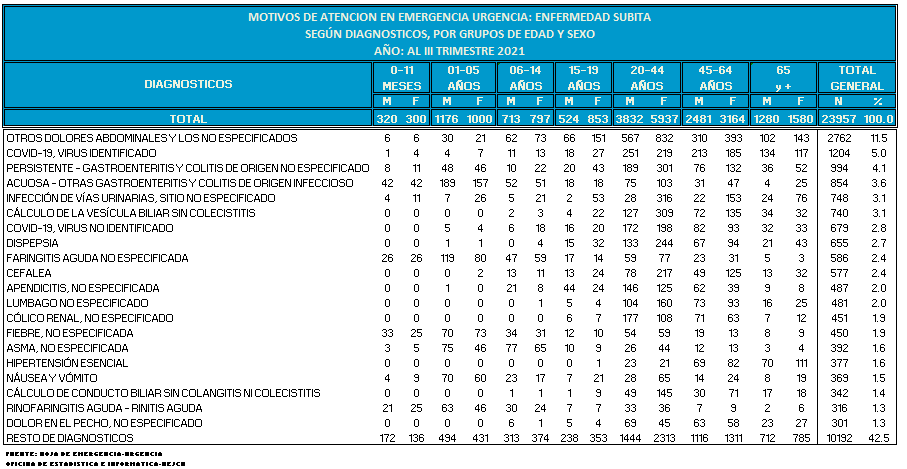 MOTIVOS DE ATENCION EN EMERGENCIA URGENCIA: ENFERMEDAD SUBITA
SEGÚN DIAGNOSTICOS, POR GRUPOS DE EDAD Y SEXO
AÑO: AL III TRIMESTRE 2021
DIAGNOSTICOS 0-11 MESES 01-05 AÑOS 06-14 AÑOS 15-19 AÑOS 20-44 AÑOS 45-64 AÑOS 65 y + TOTAL GENERAL
M F M F M F M F M F M F M F N %
TOTAL 320 300 1176 1000 713 797 524 853 3832 5937 2481 3164 1280 1580 23957 100.0
OTROS DOLORES ABDOMINALES Y LOS NO ESPECIFICADOS 6 6 30 21 62 73 66 151 567 832 310 393 102 143 2762 11.5
COVID-19, VIRUS IDENTIFICADO 1 4 4 7 11 13 18 27 251 219 213 185 134 117 1204 5.0
PERSISTENTE - GASTROENTERITIS Y COLITIS DE ORIGEN NO ESPECIFICADO 8 11 48 46 10 22 20 43 189 301 76 132 36 52 994 4.1
ACUOSA - OTRAS GASTROENTERITIS Y COLITIS DE ORIGEN INFECCIOSO 42 42 189 157 52 51 18 18 75 103 31 47 4 25 854 3.6
INFECCIÓN DE VÍAS URINARIAS, SITIO NO ESPECIFICADO 4 11 7 26 5 21 2 53 28 316 22 153 24 76 748 3.1
CÁLCULO DE LA VESÍCULA BILIAR SIN COLECISTITIS 0 0 0 0 2 3 4 22 127 309 72 135 34 32 740 3.1
COVID-19, VIRUS NO IDENTIFICADO 0 0 5 4 6 18 16 20 172 198 82 93 32 33 679 2.8
DISPEPSIA 0 0 1 1 0 4 15 32 133 244 67 94 21 43 655 2.7
FARINGITIS AGUDA NO ESPECIFICADA 26 26 119 80 47 59 17 14 59 77 23 31 5 3 586 2.4
CEFALEA 0 0 0 2 13 11 13 24 78 217 49 125 13 32 577 2.4
APENDICITIS, NO ESPECIFICADA 0 0 0 1 21 8 44 24 146 125 62 39 9 8 487 2.0
LUMBAGO NO ESPECIFICADO 0 0 0 0 0 1 5 4 104 160 73 93 16 25 481 2.0
CÓLICO RENAL, NO ESPECIFICADO 0 0 0 0 0 0 6 7 177 108 71 63 7 12 451 1.9
FIEBRE, NO ESPECIFICADA 33 25 70 73 34 31 12 10 54 59 19 13 8 9 450 1.9
ASMA, NO ESPECIFICADA 3 5 75 46 77 65 10 9 26 44 12 13 3 4 392 1.6
HIPERTENSIÓN ESENCIAL 0 0 0 0 0 0 0 1 23 21 69 82 70 111 377 1.6
NÁUSEA Y VÓMITO 4 9 70 60 23 17 7 21 28 65 14 24 8 19 369 1.5
CÁLCULO DE CONDUCTO BILIAR SIN COLANGITIS NI COLECISTITIS 0 0 0 0 1 1 1 9 49 145 30 71 17 18 342 1.4
RINOFARINGITIS AGUDA - RINITIS AGUDA 21 25 63 46 30 24 7 7 33 36 7 9 2 6 316 1.3
DOLOR EN EL PECHO, NO ESPECIFICADO 0 0 0 0 6 1 5 4 69 45 63 58 23 27 301 1.3
RESTO DE DIAGNOSTICOS 172 136 494 431 313 374 238 353 1444 2313 1116 1311 712 785 10192 42.5
FUENTE: HOJA DE EMERGENCIA-URGENCIA
OFICINA DE ESTADISTICA E INFORMATICA-HEJCU